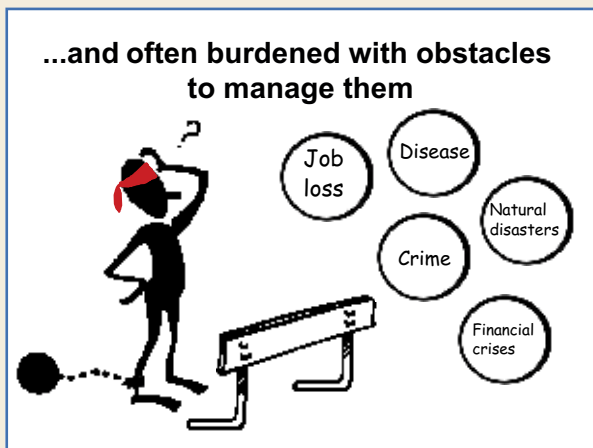 ...and often burdened with obstacles
to manage them
?
Job
loss
Disease
Natural
disasters
Crime
Financial
crises